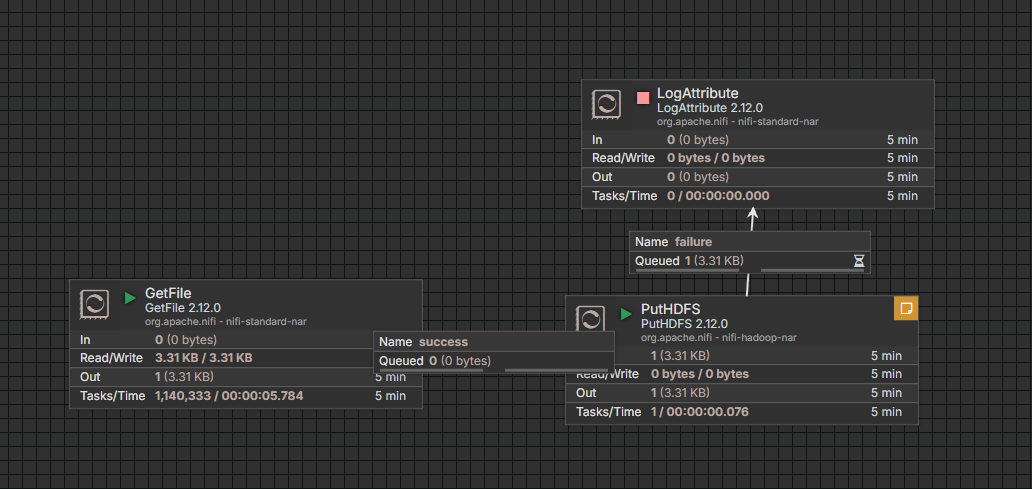 LogAttribute
LogAttribute 2.12.0
org.apache.nifi - nifi-standard-nar
In 0 (0 bytes) 5 min
Read/Write 0 bytes / 0 bytes 5 min
Out 0 (0 bytes) 5 min
Tasks/Time 0 / 00:00:00.000 5 min
Name failure
Queued 1 (3.31 KB)
GetFile
GetFile 2.12.0
org.apache.nifi - nifi-standard-nar
In 0 (0 bytes)
Read/Write 3.31 KB / 3.31 KB
Out 1 (3.31 KB) 5 min
Tasks/Time 1,140,333 / 00:00:05.784 5 min
Name success
Queued 0 (0 bytes)
PutHDFS
PutHDFS 2.12.0
org.apache.nifi - nifi-hadoop-nar
1 (3.31 KB) 5 min
Read/Write 0 bytes / 0 bytes 5 min
Out 1 (3.31 KB) 5 min
Tasks/Time 1 / 00:00:00.076 5 min